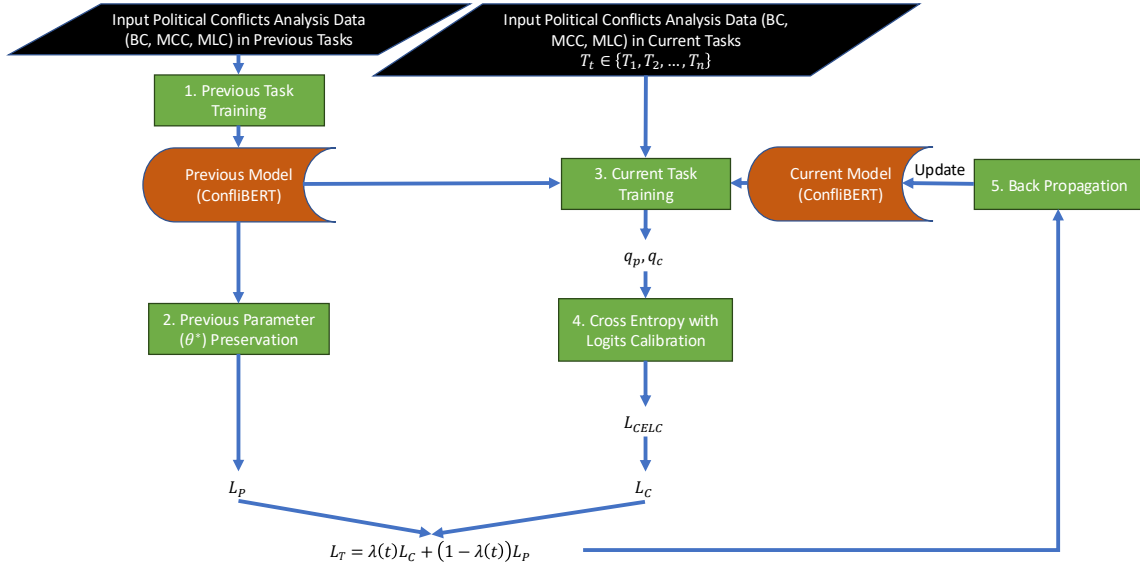 Input Political Conflicts Analysis Data
(BC, MCC, MLC) in Previous Tasks
Input Political Conflicts Analysis Data (BC,
MCC, MLC) in Current Tasks
T_t ∈ {T_1, T_2, …, T_n}
1. Previous Task
Training
Previous Model
(ConfliBERT)
3. Current Task
Training
Current Model
(ConfliBERT)
Update
5. Back Propagation
q_p, q_c
2. Previous Parameter
(θ*) Preservation
4. Cross Entropy with
Logits Calibration
L_CELC
L_P
L_C
L_T = λ(t)L_C + (1 − λ(t))L_P